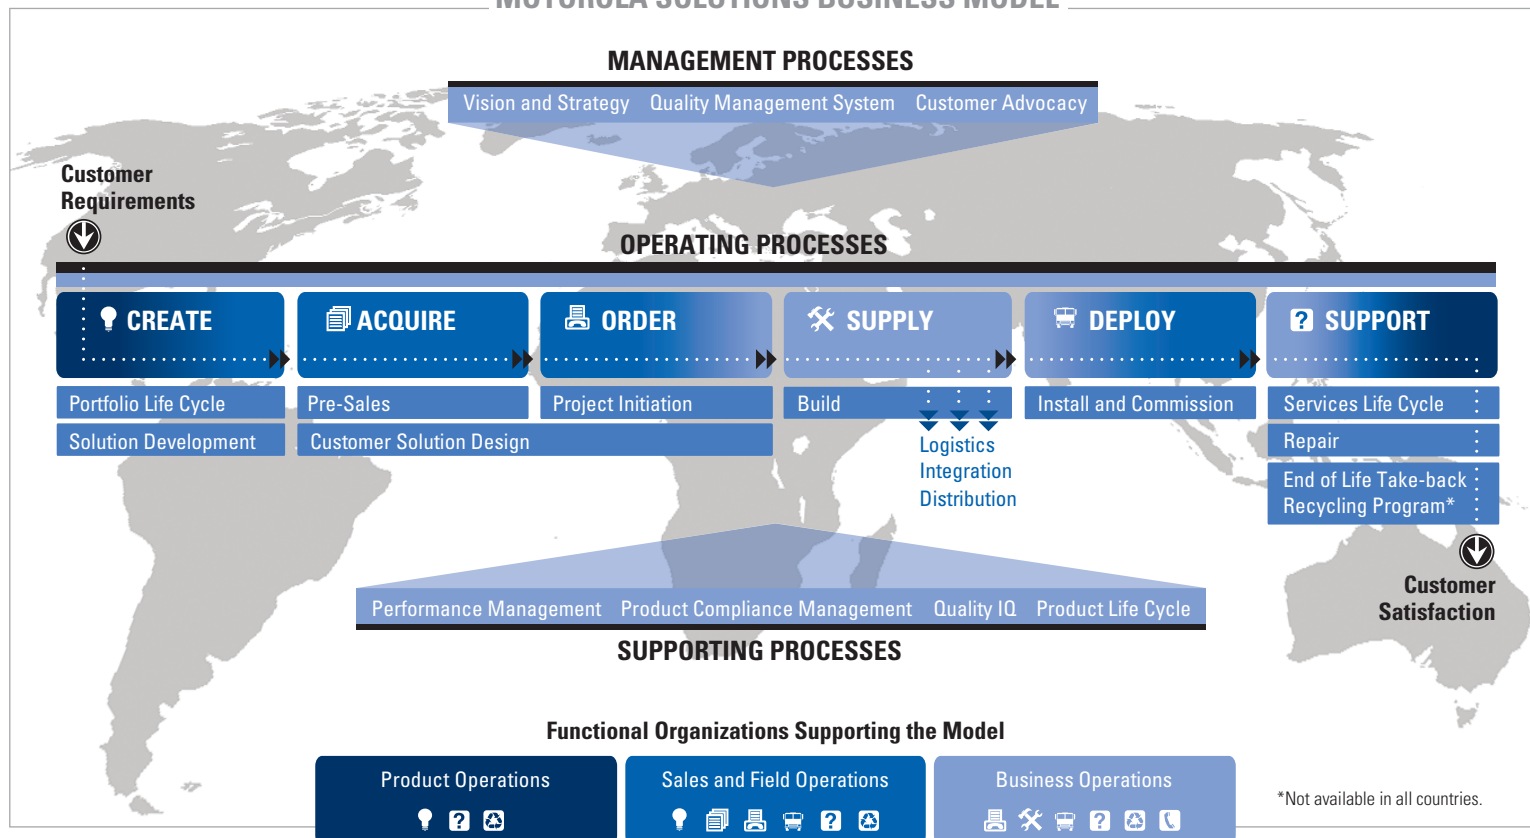 MOTOROLA SOLUTIONS BUSINESS MODEL
MANAGEMENT PROCESSES
Vision and Strategy Quality Management System Customer Advocacy
Customer
Requirements
OPERATING PROCESSES
CREATE
ACQUIRE
ORDER
SUPPLY
DEPLOY
? SUPPORT
Portfolio Life Cycle
Pre-Sales
Project Initiation
Build
Install and Commission
Services Life Cycle
Solution Development
Customer Solution Design
Repair
Logistics
Integration
Distribution
End of Life Take-back
Recycling Program*
Customer
Satisfaction
Performance Management Product Compliance Management Quality IQ Product Life Cycle
SUPPORTING PROCESSES
Functional Organizations Supporting the Model
Product Operations
?
Sales and Field Operations
?
Business Operations
?
*Not available in all countries.